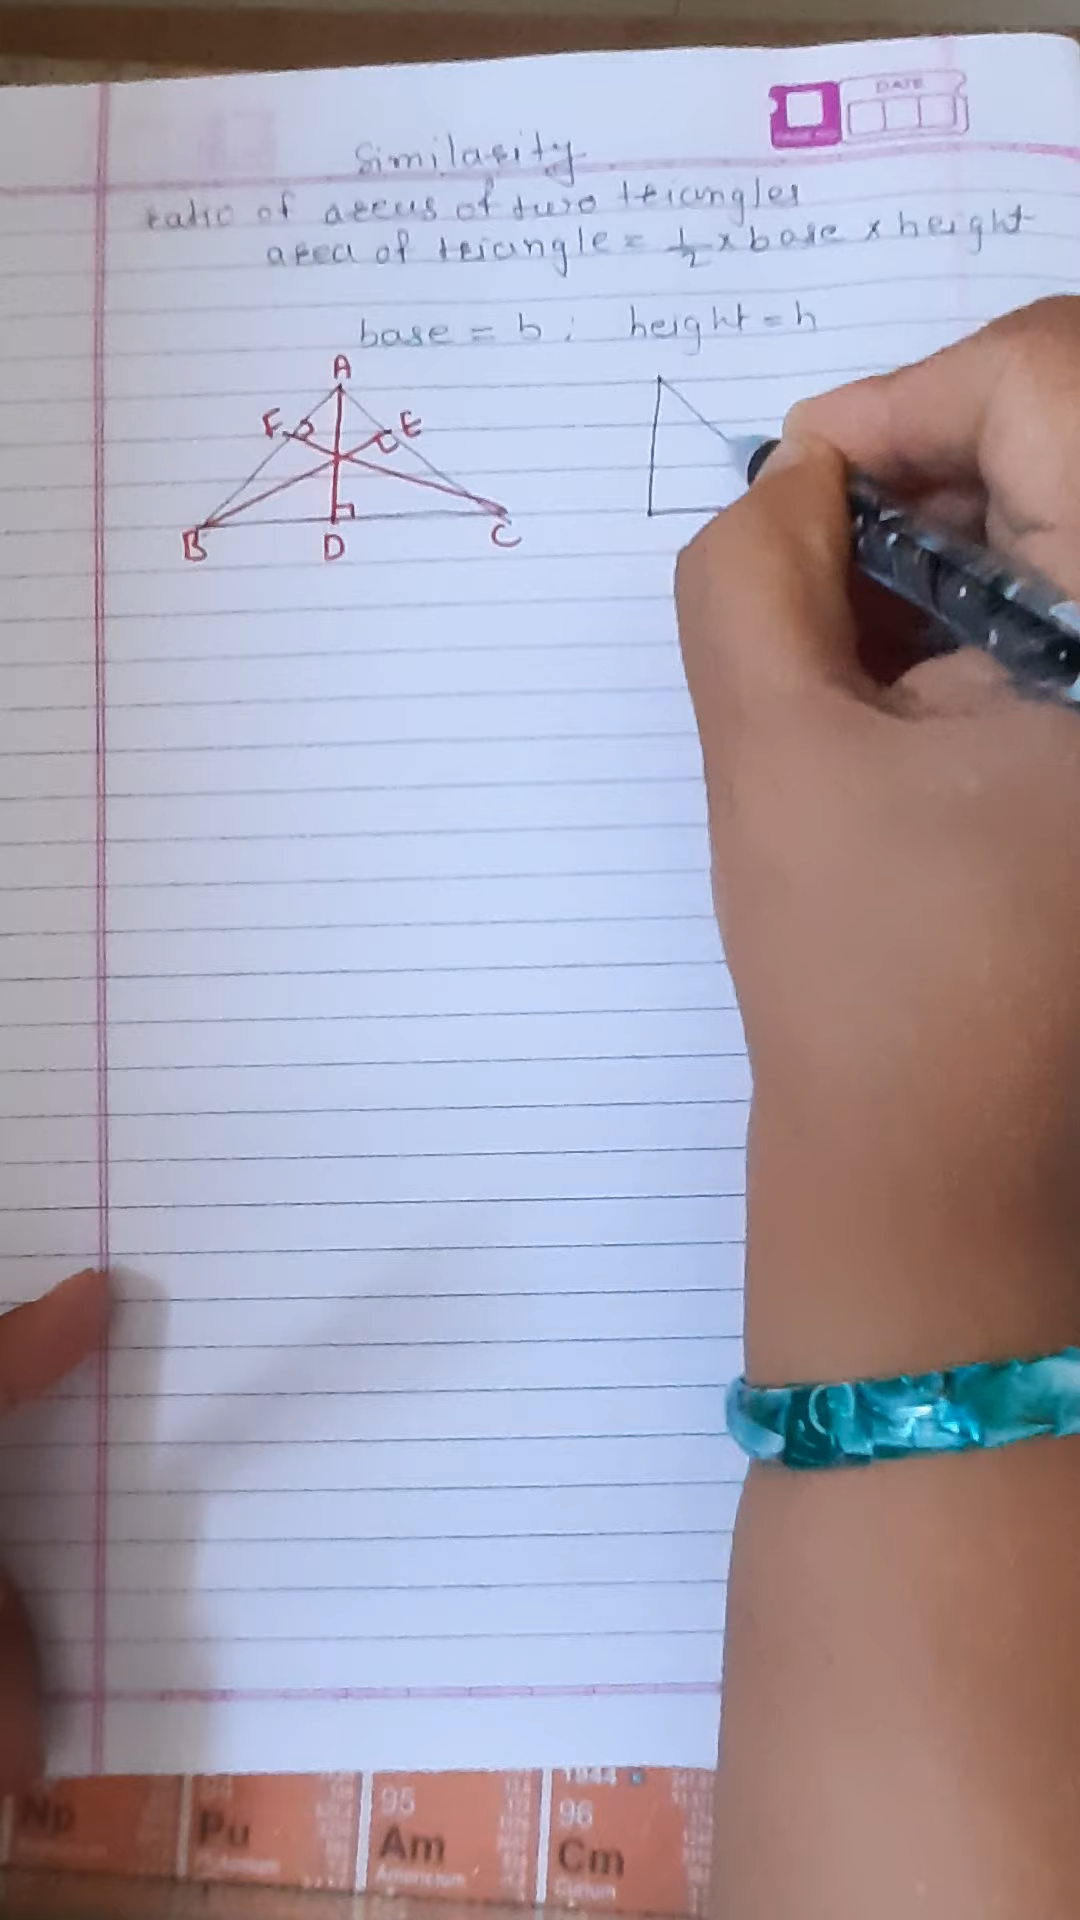 DATE
Similarity
ratio of areas of two triangles
area of triangle = 1/2 × base × height
base = b ; height = h
A
F E
B D C
95 96
Np Pu Am Cm